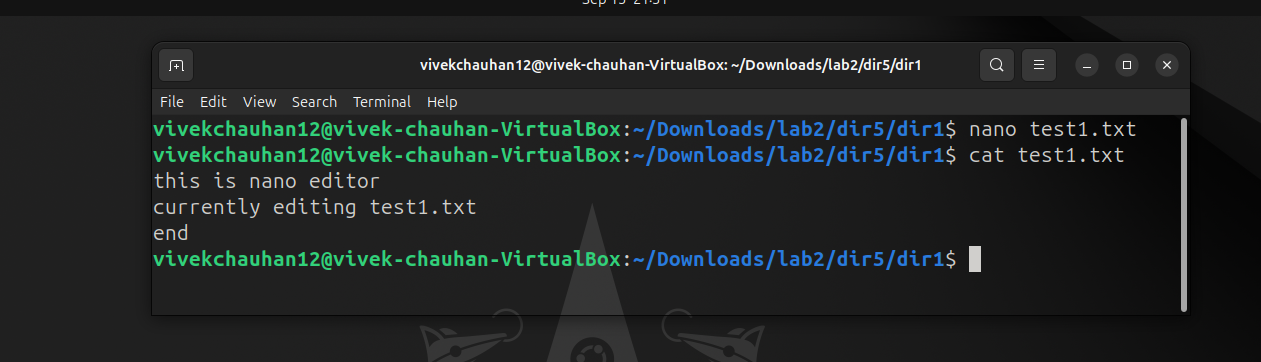 vivekchauhan12@vivek-chauhan-VirtualBox: ~/Downloads/lab2/dir5/dir1
File Edit View Search Terminal Help
vivekchauhan12@vivek-chauhan-VirtualBox:~/Downloads/lab2/dir5/dir1$ nano test1.txt
vivekchauhan12@vivek-chauhan-VirtualBox:~/Downloads/lab2/dir5/dir1$ cat test1.txt
this is nano editor
currently editing test1.txt
end
vivekchauhan12@vivek-chauhan-VirtualBox:~/Downloads/lab2/dir5/dir1$